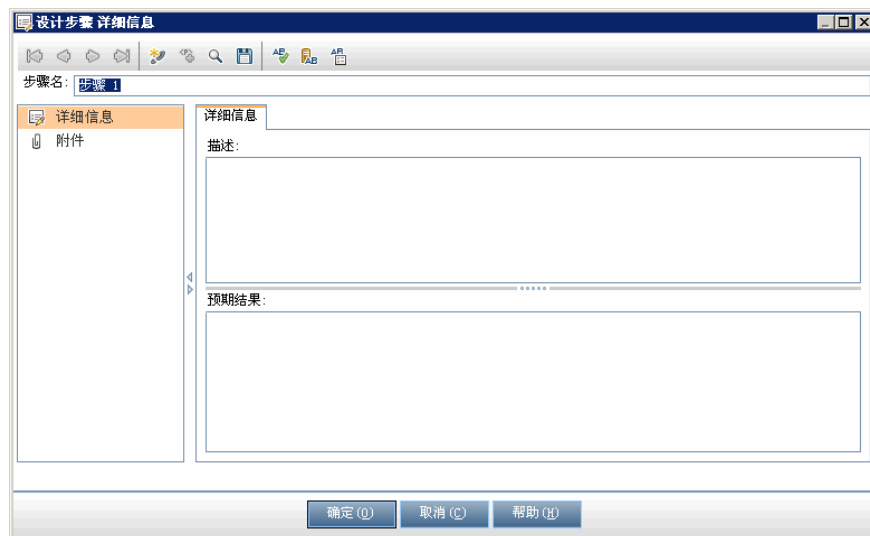 设计步骤 详细信息
步骤名: 步骤 1
详细信息
附件
详细信息
描述:
预期结果:
确定(O) 取消(C) 帮助(H)